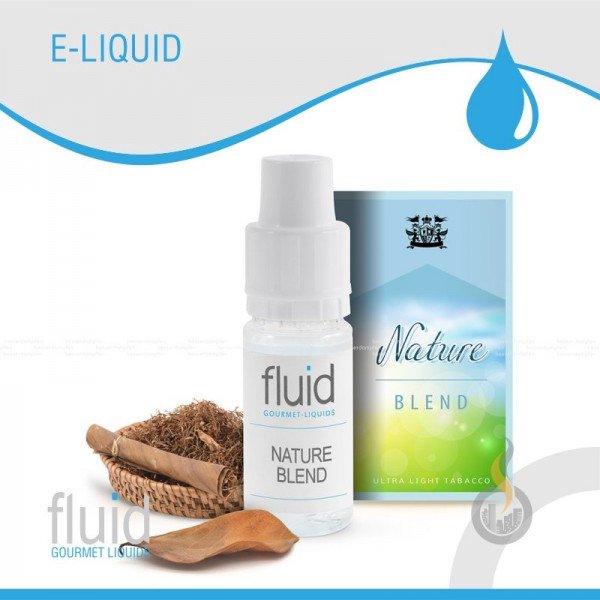 E-LIQUID
Nature
BLEND
ULTRA LIGHT TABACCO
fluid
GOURMET-LIQUIDS
NATURE
BLEND
fluid
GOURMET LIQUIDS